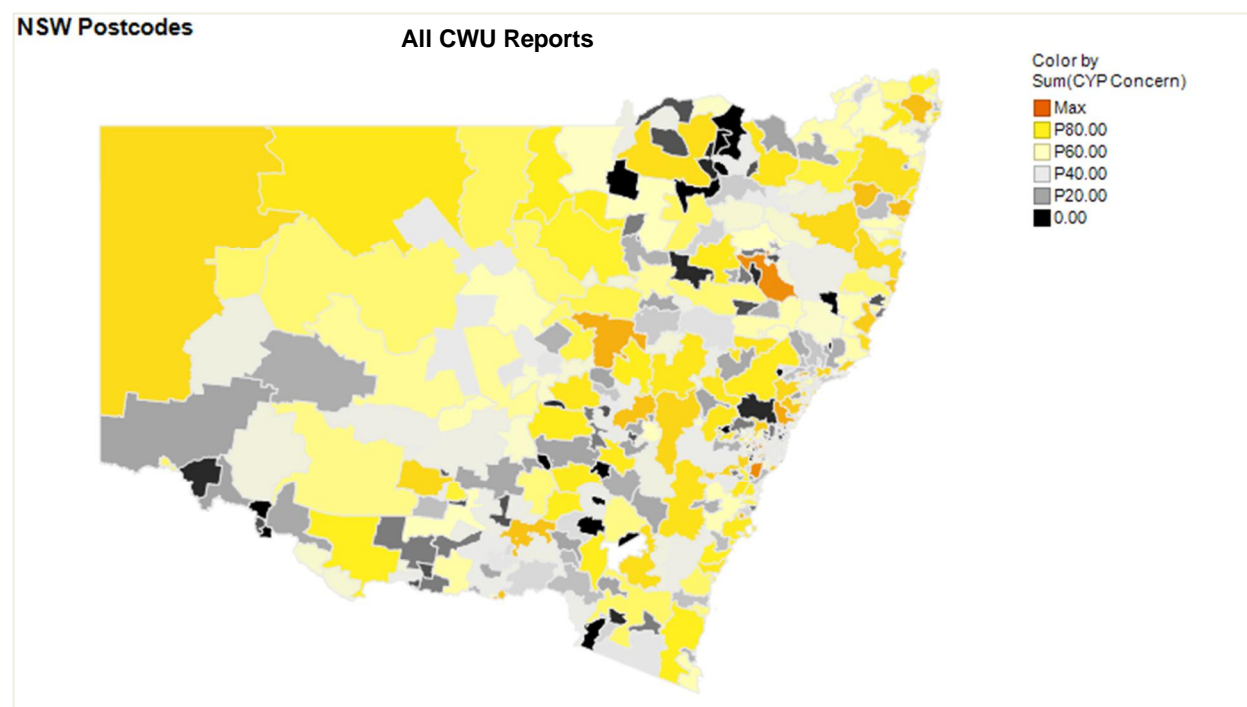 NSW Postcodes
All CWU Reports
Color by
Sum(CYP Concern)
Max
P80.00
P60.00
P40.00
P20.00
0.00